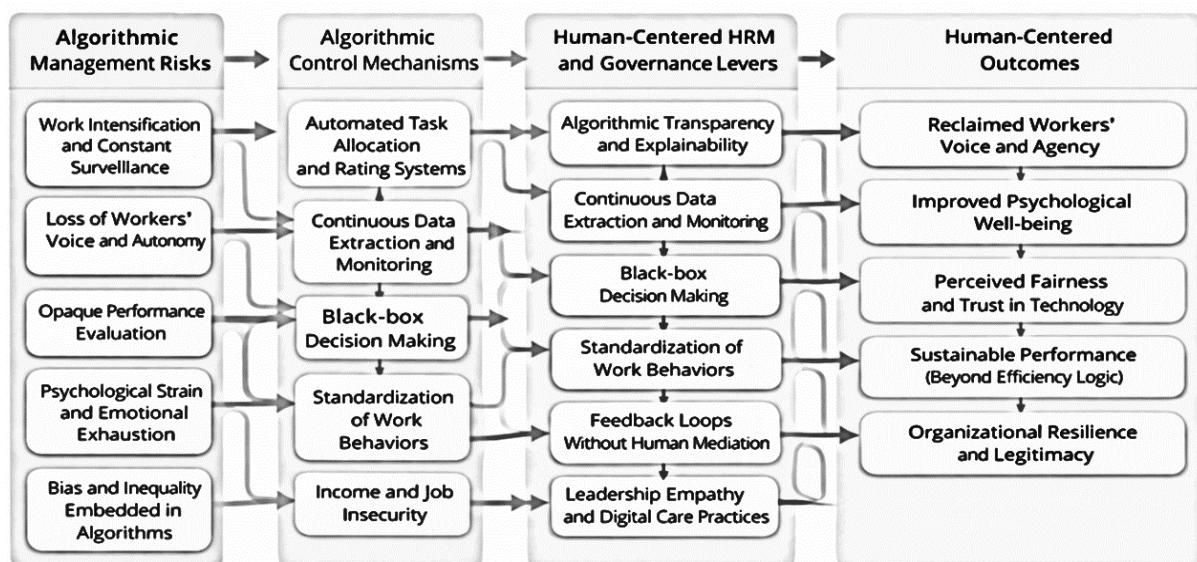 Algorithmic
Management Risks
Work Intensification
and Constant
Survelllance
Loss of Workers'
Voice and Autonomy
Opaque Performance
Evaluation
Psychological Strain
and Emotional
Exhaustion
Bias and Inequality
Embedded in
Algorithms
Algorithmic
Control Mechanisms
Automated Task
Allocation
and Rating Systems
Continuous Data
Extraction and
Monitoring
Black-box
Decision Making
Standardization
of Work
Behaviors
Income and Job
Insecurity
Human-Centered HRM
and Governance Levers
Algorithmic Transparency
and Explainability
Continuous Data
Extraction and Monitoring
Black-box
Decision Making
Standardization of
Work Behaviors
Feedback Loops
Without Human Mediation
Leadership Empathy
and Digital Care Practices
Human-Centered
Outcomes
Reclaimed Workers'
Voice and Agency
Improved Psychological
Well-being
Perceived Fairness
and Trust in Technology
Sustainable Performance
(Beyond Efficiency Logic)
Organizational Resilience
and Legitimacy